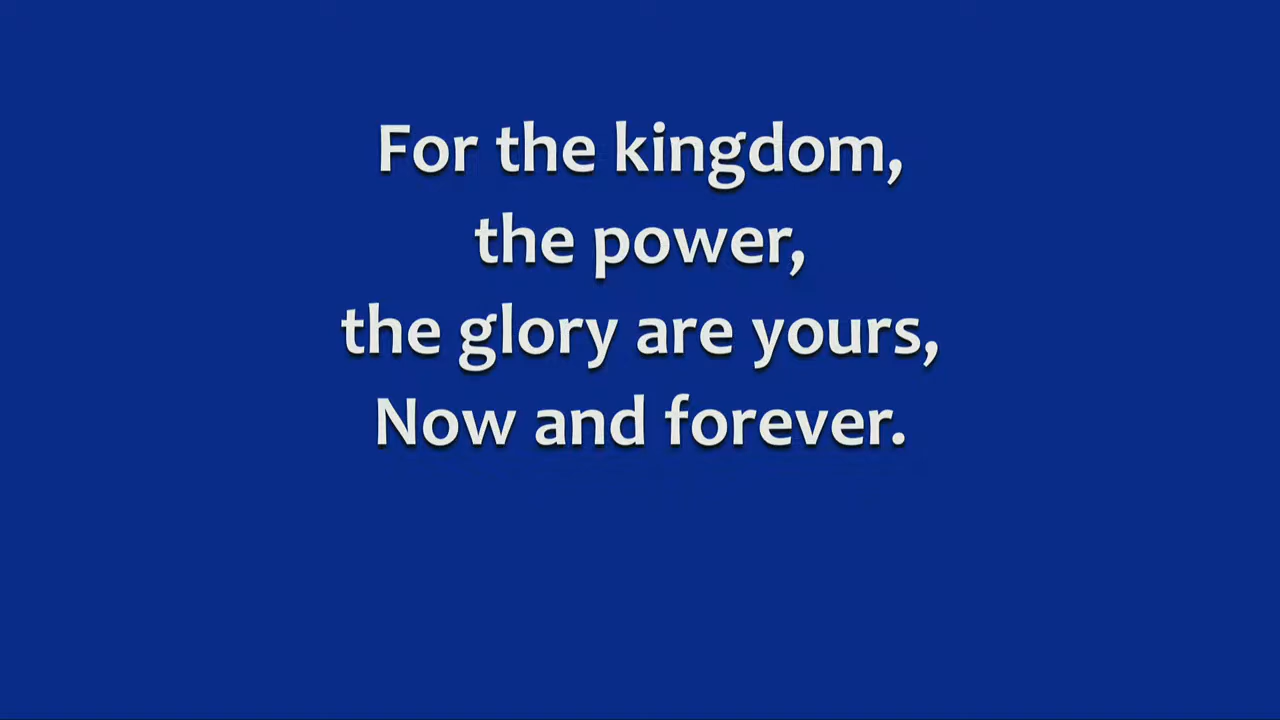 For the kingdom,
the power,
the glory are yours,
Now and forever.